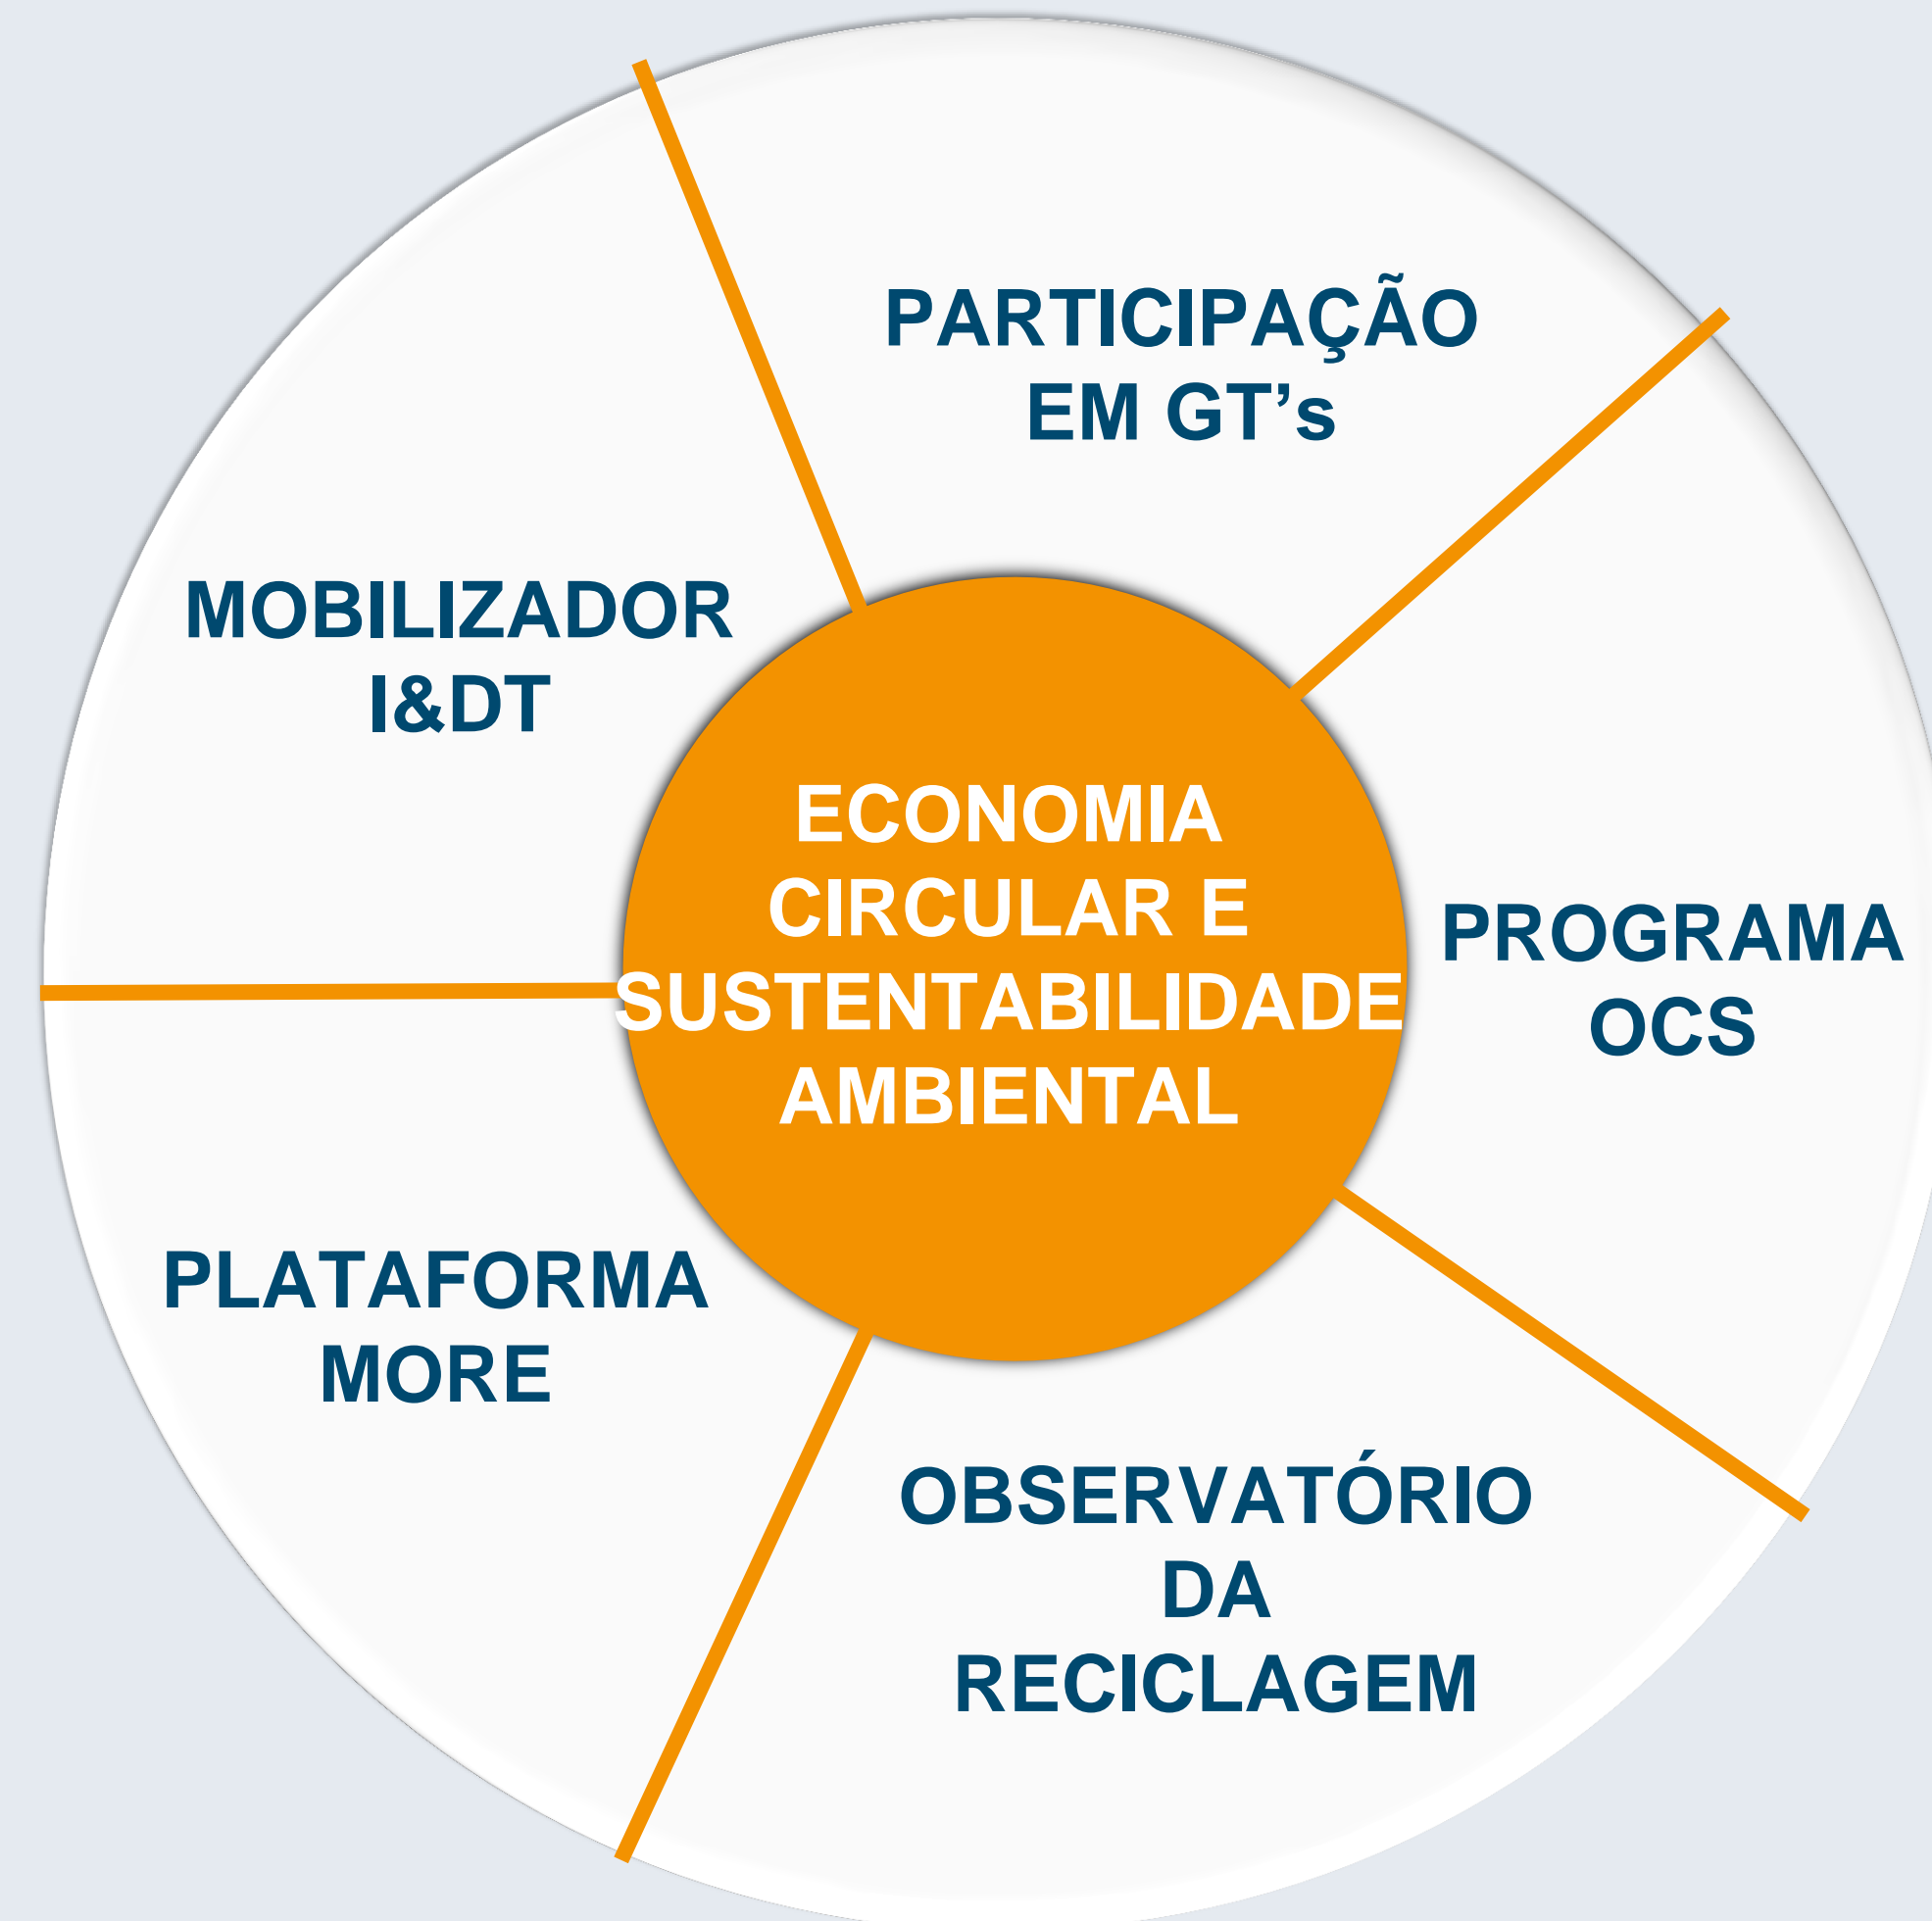 PARTICIPAÇÃO
EM GT’s
MOBILIZADOR
I&DT
ECONOMIA
CIRCULAR E
SUSTENTABILIDADE
AMBIENTAL
PROGRAMA
OCS
PLATAFORMA
MORE
OBSERVATÓRIO
DA
RECICLAGEM